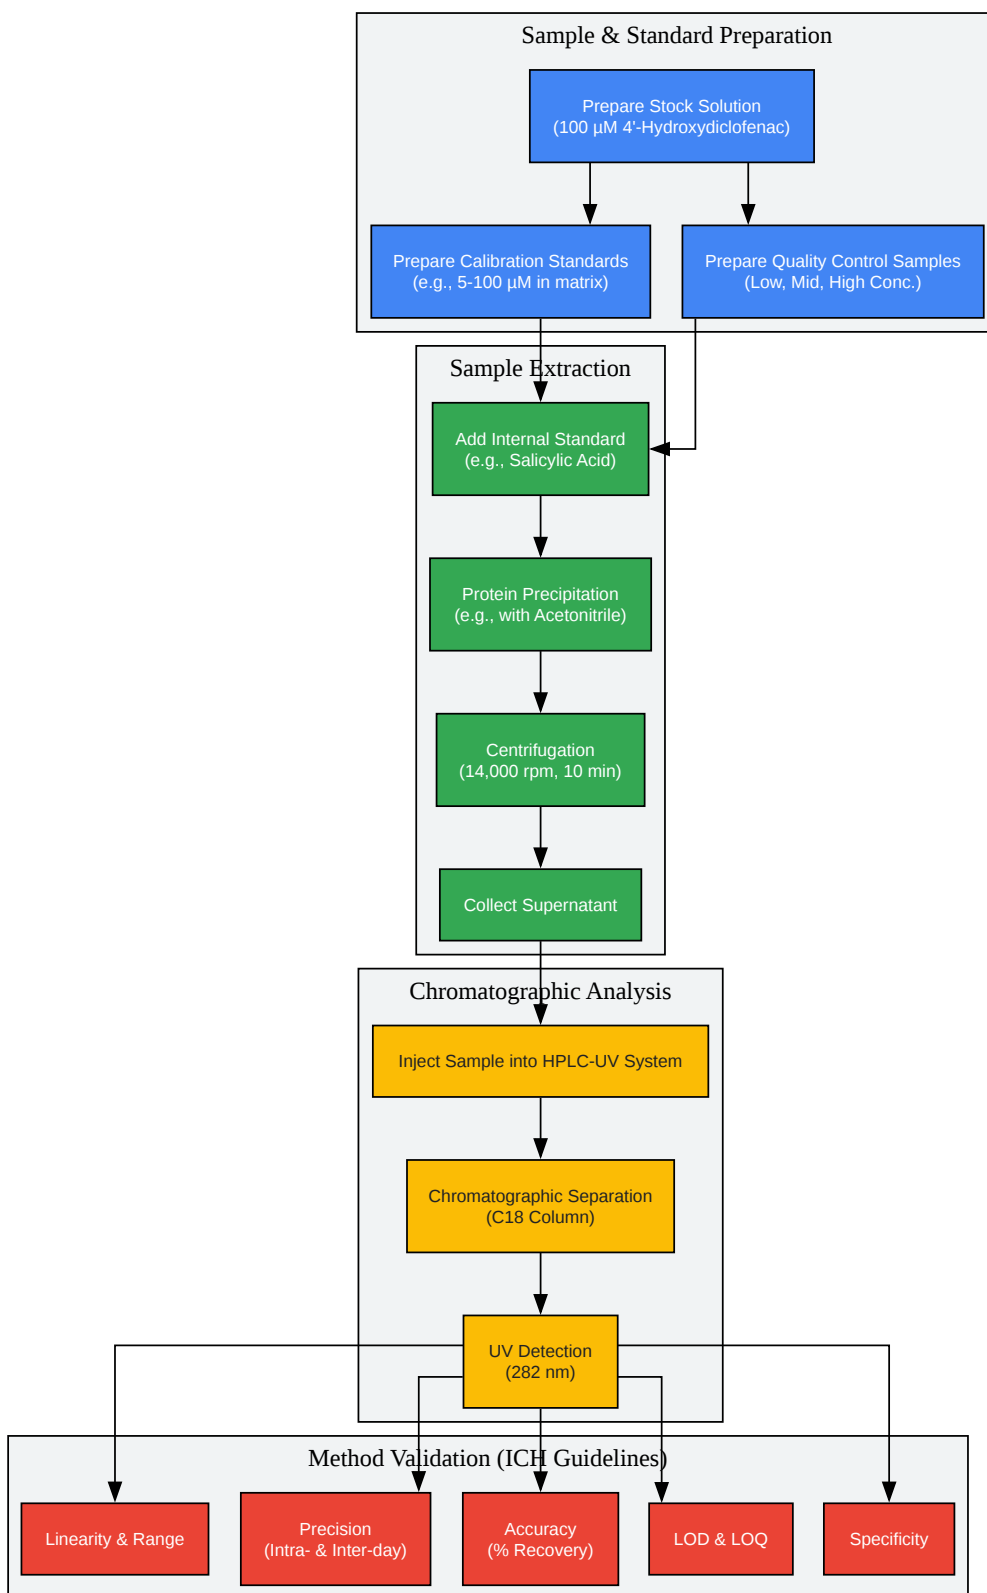 Sample & Standard Preparation
Prepare Stock Solution
(100 µM 4'-Hydroxydiclofenac)
Prepare Calibration Standards
(e.g., 5-100 µM in matrix)
Prepare Quality Control Samples
(Low, Mid, High Conc.)
Sample Extraction
Add Internal Standard
(e.g., Salicylic Acid)
Protein Precipitation
(e.g., with Acetonitrile)
Centrifugation
(14,000 rpm, 10 min)
Collect Supernatant
Chromatographic Analysis
Inject Sample into HPLC-UV System
Chromatographic Separation
(C18 Column)
UV Detection
(282 nm)
Method Validation (ICH Guidelines)
Linearity & Range
Precision
(Intra- & Inter-day)
Accuracy
(% Recovery)
LOD & LOQ
Specificity